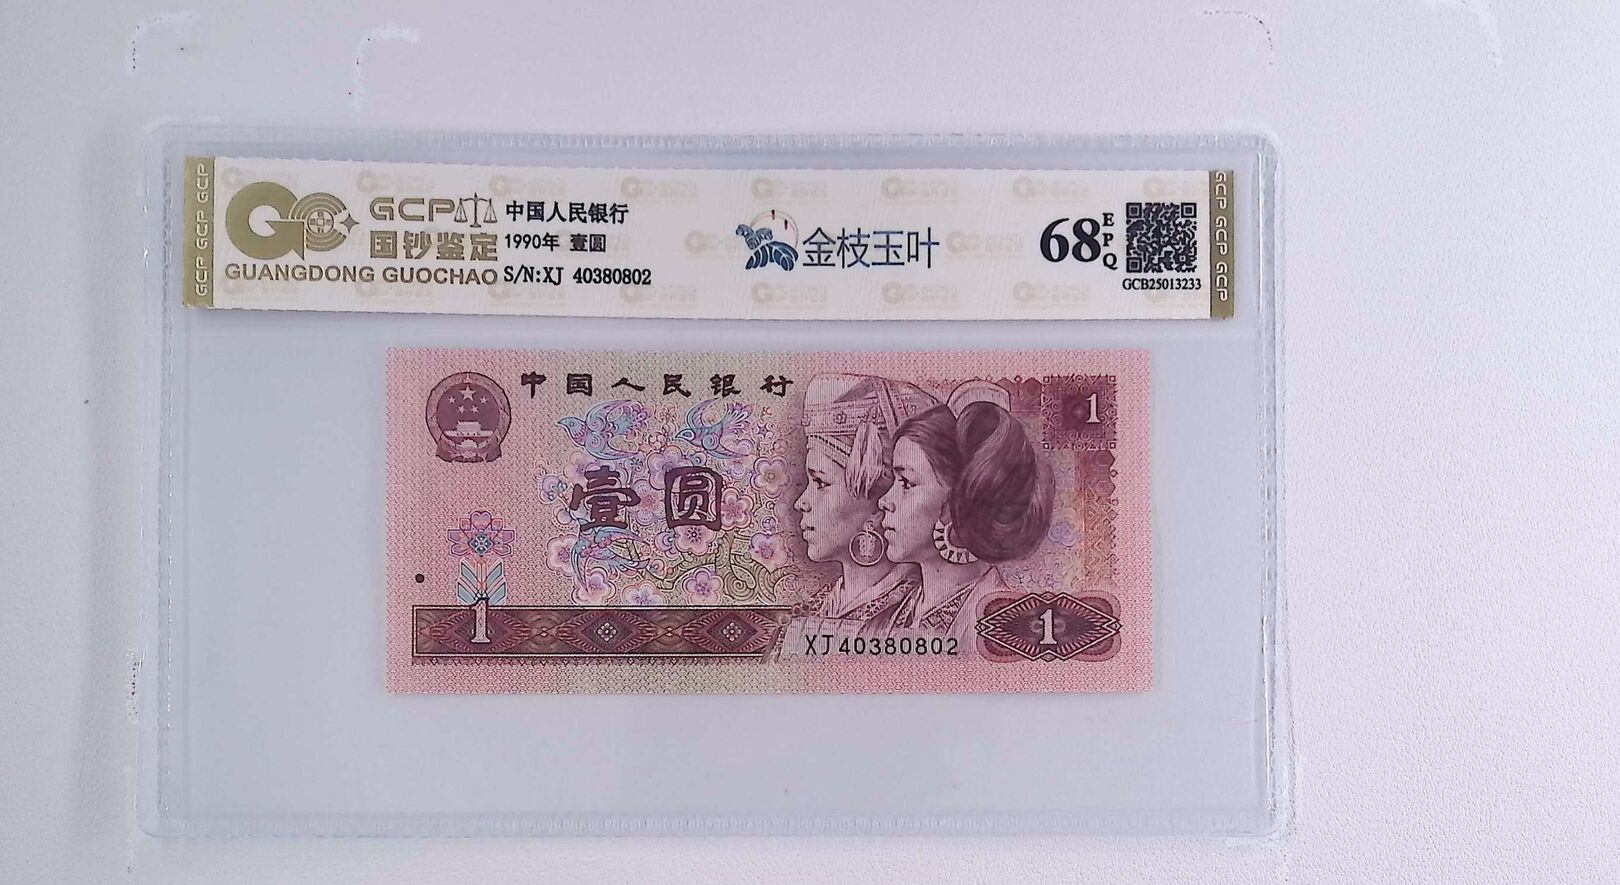 GCP GCP GCP
GCP
国钞鉴定
GUANGDONG GUOCHAO
中国人民银行
1990年 壹圆
S/N:XJ 40380802
金枝玉叶
68
EPQ
GCB25013233
GCP GCP GCP
中国人民银行
1
壹圆
1
XJ40380802
1